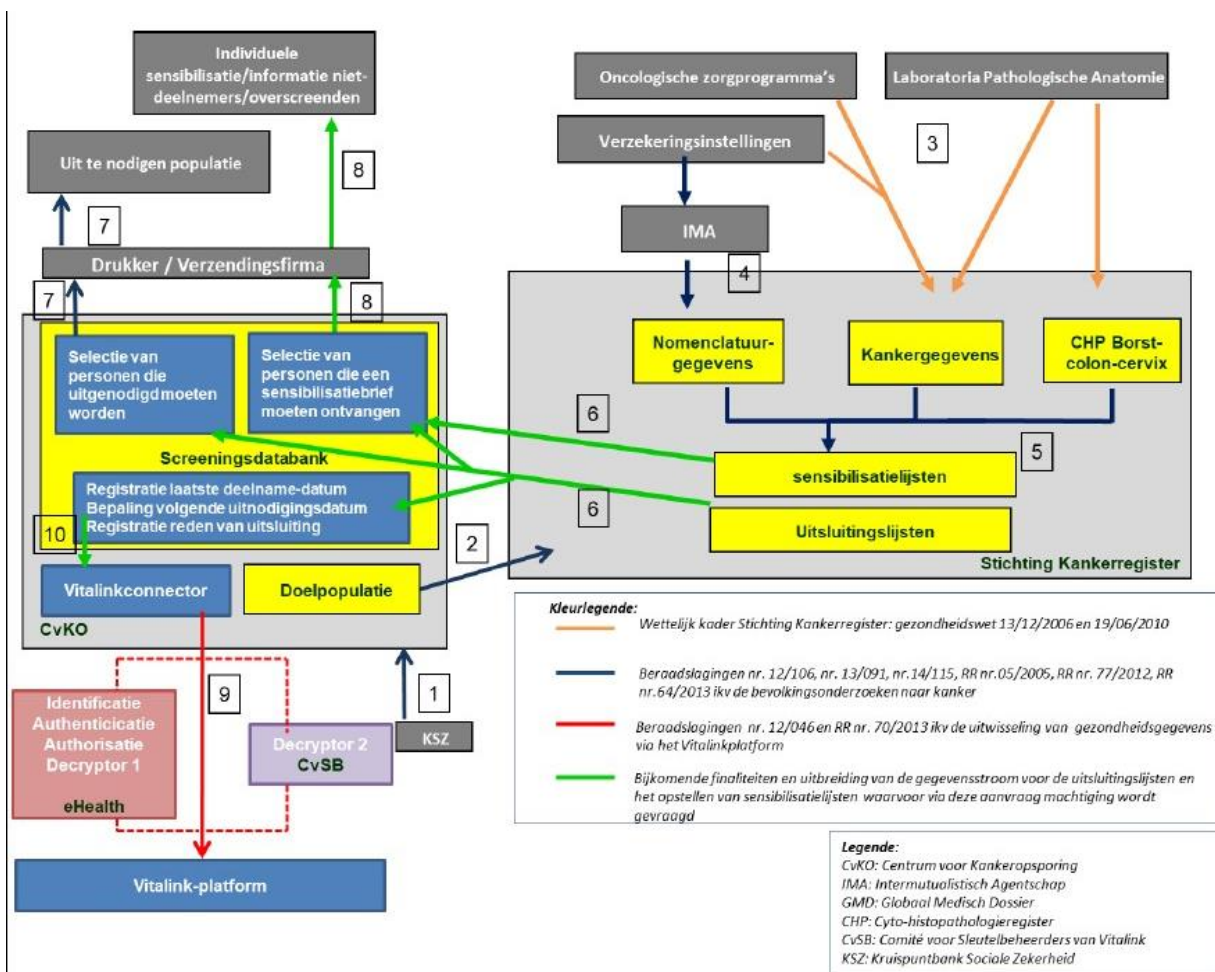 Individuele
sensibilisatie/informatie niet-
deelnemers/overscreenden
Oncologische zorgprogramma's
Laboratoria Pathologische Anatomie
Verzekeringsinstellingen
3
Uit te nodigen populatie
8
7
IMA
Drukker / Verzendingsfirma
4
7
8
Selectie van
personen die
uitgenodigd moeten
worden
Selectie van
personen die een
sensibilisatiebrief
moeten ontvangen
Nomenclatuur-
gegevens
Kankergegevens
CHP Borst-
colon-cervix
6
5
Screeningsdatabank
sensibilisatielijsten
Registratie laatste deelname-datum
Bepaling volgende uitnodigingsdatum
Registratie reden van uitsluiting
6
Uitsluitingslijsten
10
2
Stichting Kankerregister
Vitalinkconnector
Doelpopulatie
CvKO
Kleurlegende:
Wettelijk kader Stichting Kankerregister: gezondheidswet 13/12/2006 en 19/06/2010
Beraadslagingen nr. 12/106, nr. 13/091, nr.14/115, RR nr.05/2005, RR nr. 77/2012, RR
nr.64/2013 ikv de bevolkingsonderzoeken naar kanker
Beraadslagingen nr. 12/046 en RR nr. 70/2013 ikv de uitwisseling van gezondheidsgegevens
via het Vitalinkplatform
Bijkomende finaliteiten en uitbreiding van de gegevensstroom voor de uitsluitingslijsten en
het opstellen van sensibilisatielijsten waarvoor via deze aanvraag machtiging wordt
gevraagd
9
1
Identificatie
Authenticicatie
Authorisatie
Decryptor 1
eHealth
Decryptor 2
CvSB
KSZ
Vitalink-platform
Legende:
CvKO: Centrum voor Kankeropsporing
IMA: Intermutualistisch Agentschap
GMD: Globaal Medisch Dossier
CHP: Cyto-histopathologieregister
CvSB: Comité voor Sleutelbeheerders van Vitalink
KSZ: Kruispuntbank Sociale Zekerheid